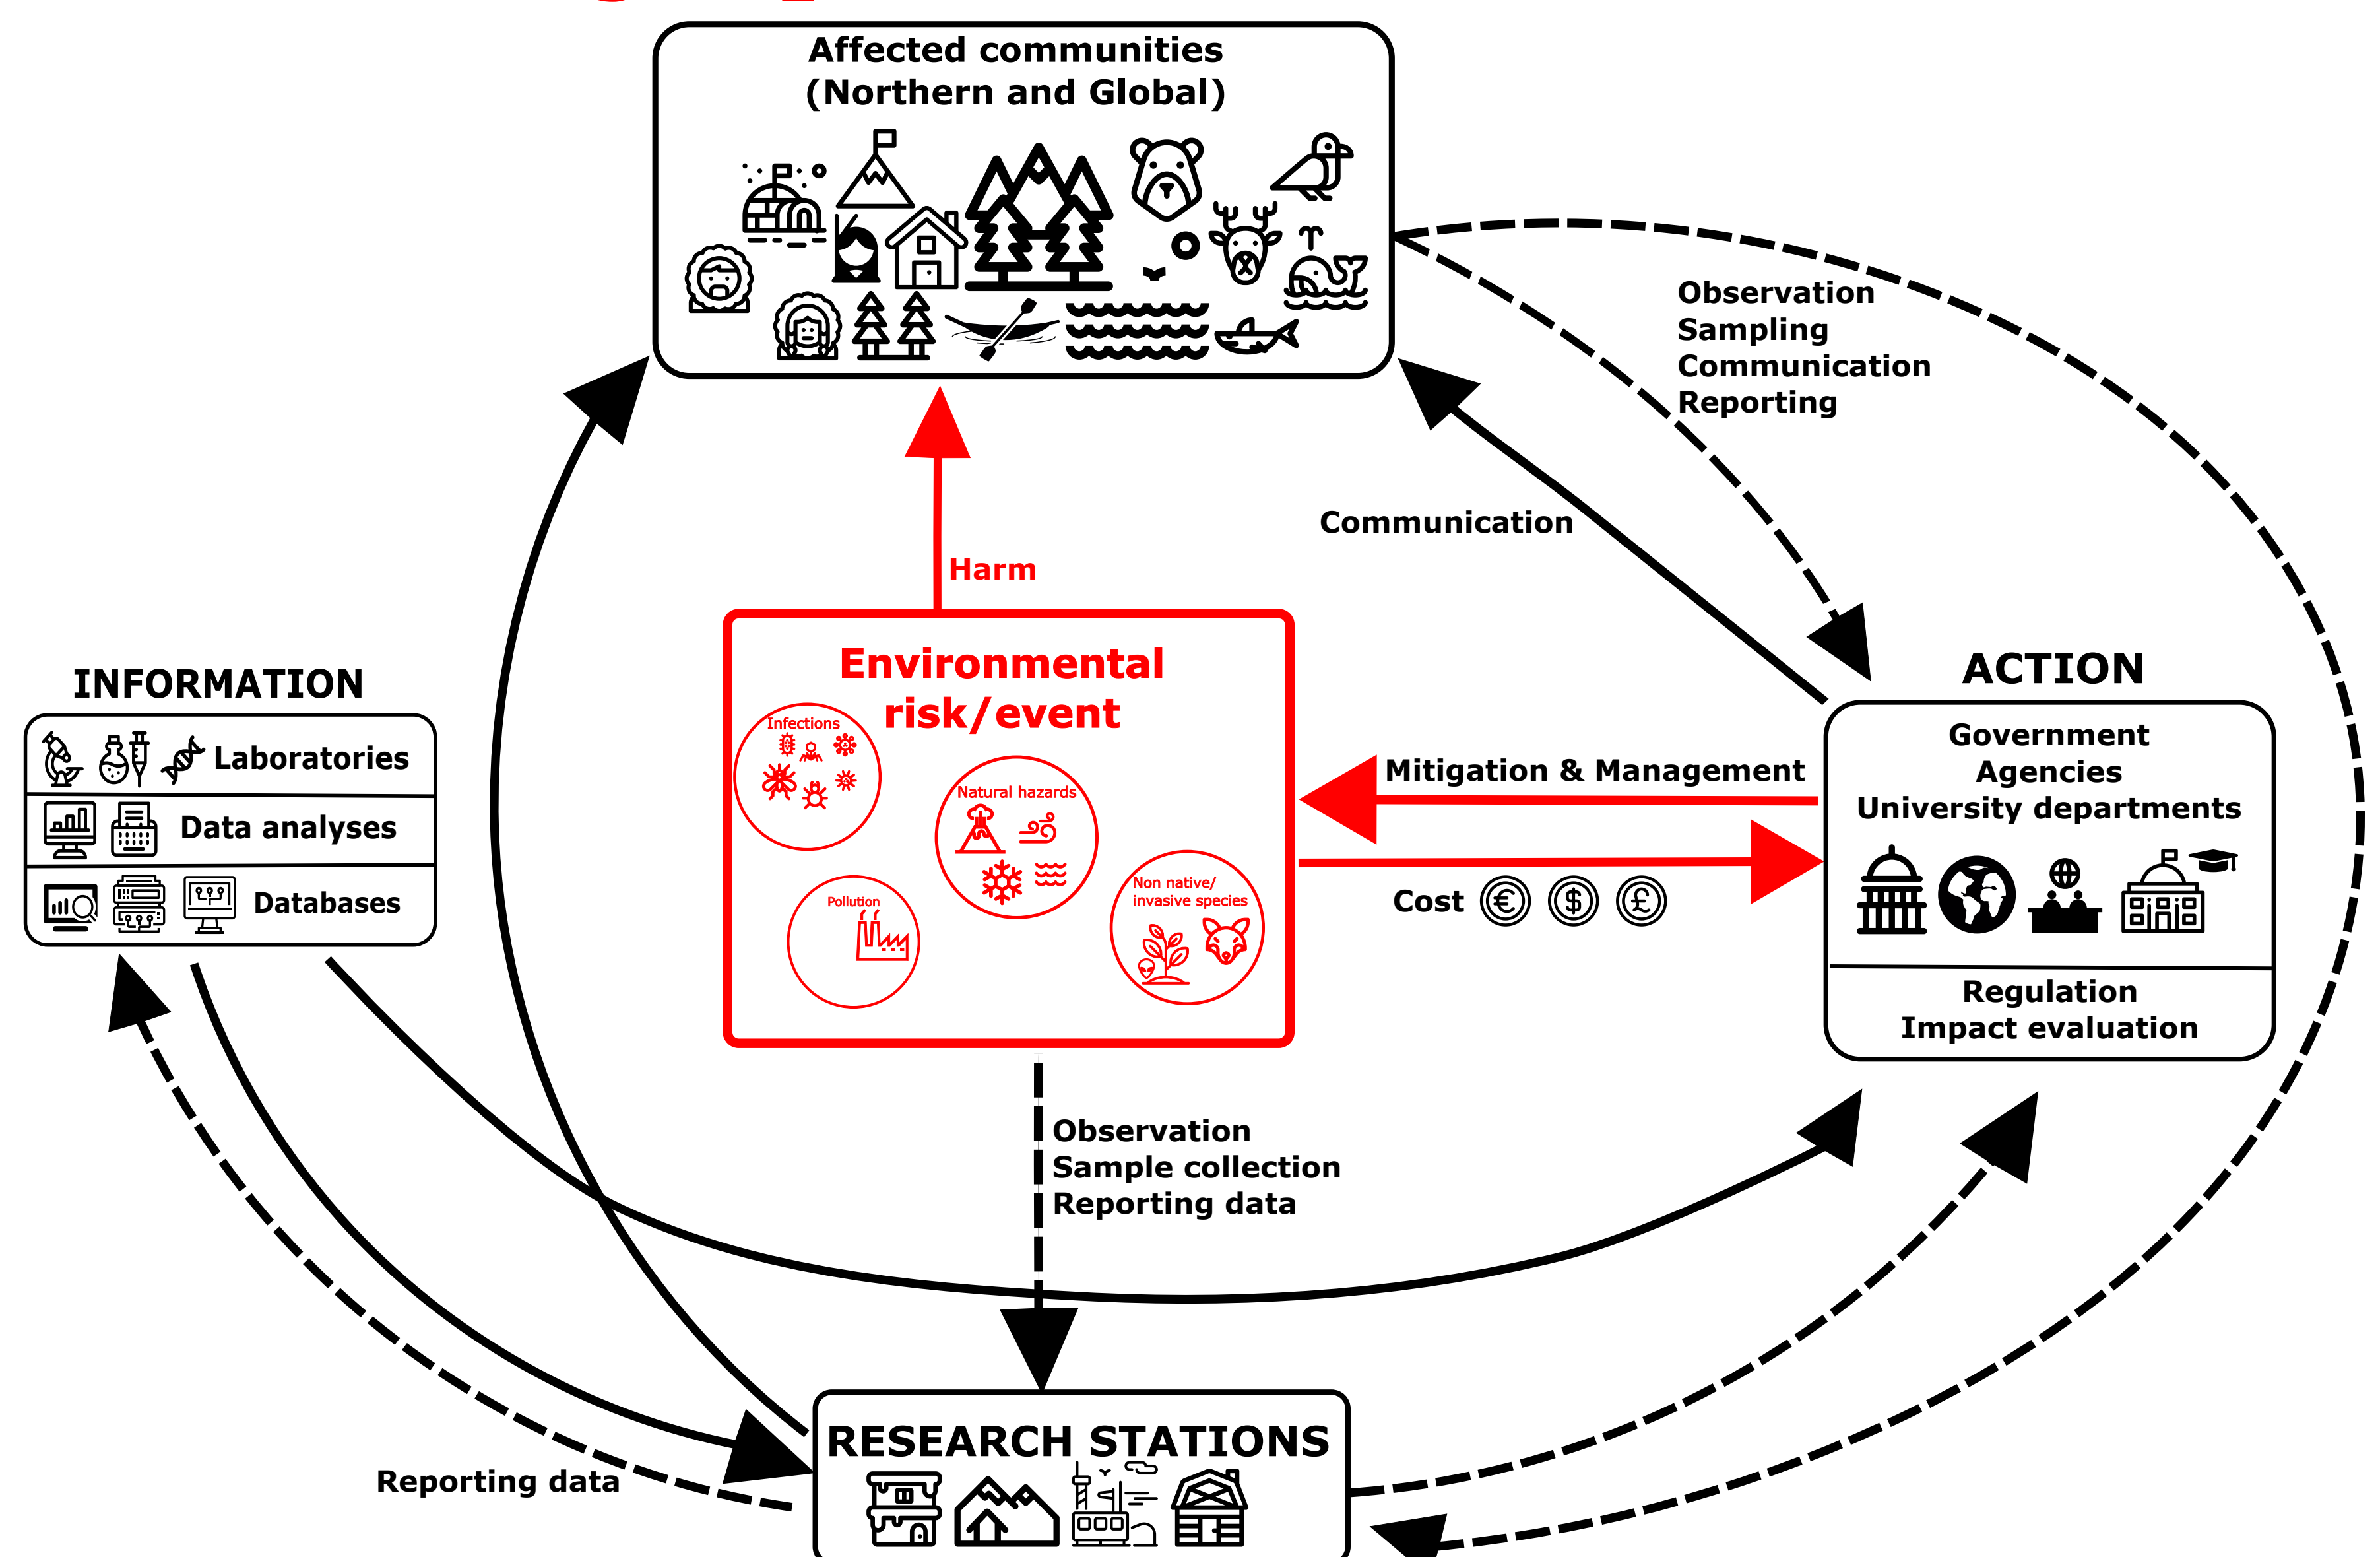 Affected communities
(Northern and Global)
Observation
Sampling
Communication
Reporting
Communication
Harm
Environmental
risk/event
Infections
Natural hazards
Pollution
Non native/
invasive species
INFORMATION
Laboratories
Data analyses
Databases
ACTION
Government
Agencies
University departments
Regulation
Impact evaluation
Mitigation & Management
Cost € $ £
Observation
Sample collection
Reporting data
Reporting data
RESEARCH STATIONS